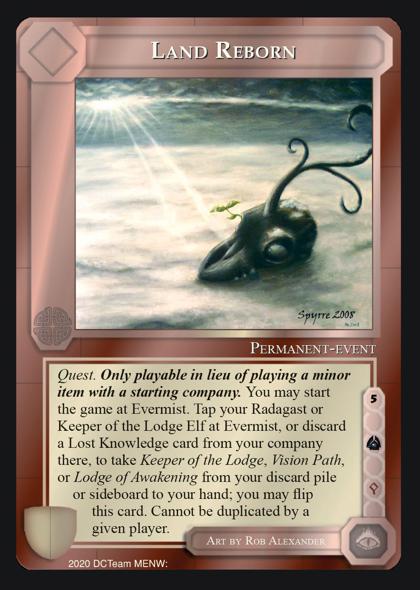 Land Reborn
Spyrre 2008
Permanent-event
Quest. Only playable in lieu of playing a minor
item with a starting company. You may start
the game at Evermist. Tap your Radagast or
Keeper of the Lodge Elf at Evermist, or discard
a Lost Knowledge card from your company
there, to take Keeper of the Lodge, Vision Path,
or Lodge of Awakening from your discard pile
or sideboard to your hand; you may flip
this card. Cannot be duplicated by a
given player.
5
Art by Rob Alexander
2020 DCTeam MENW: